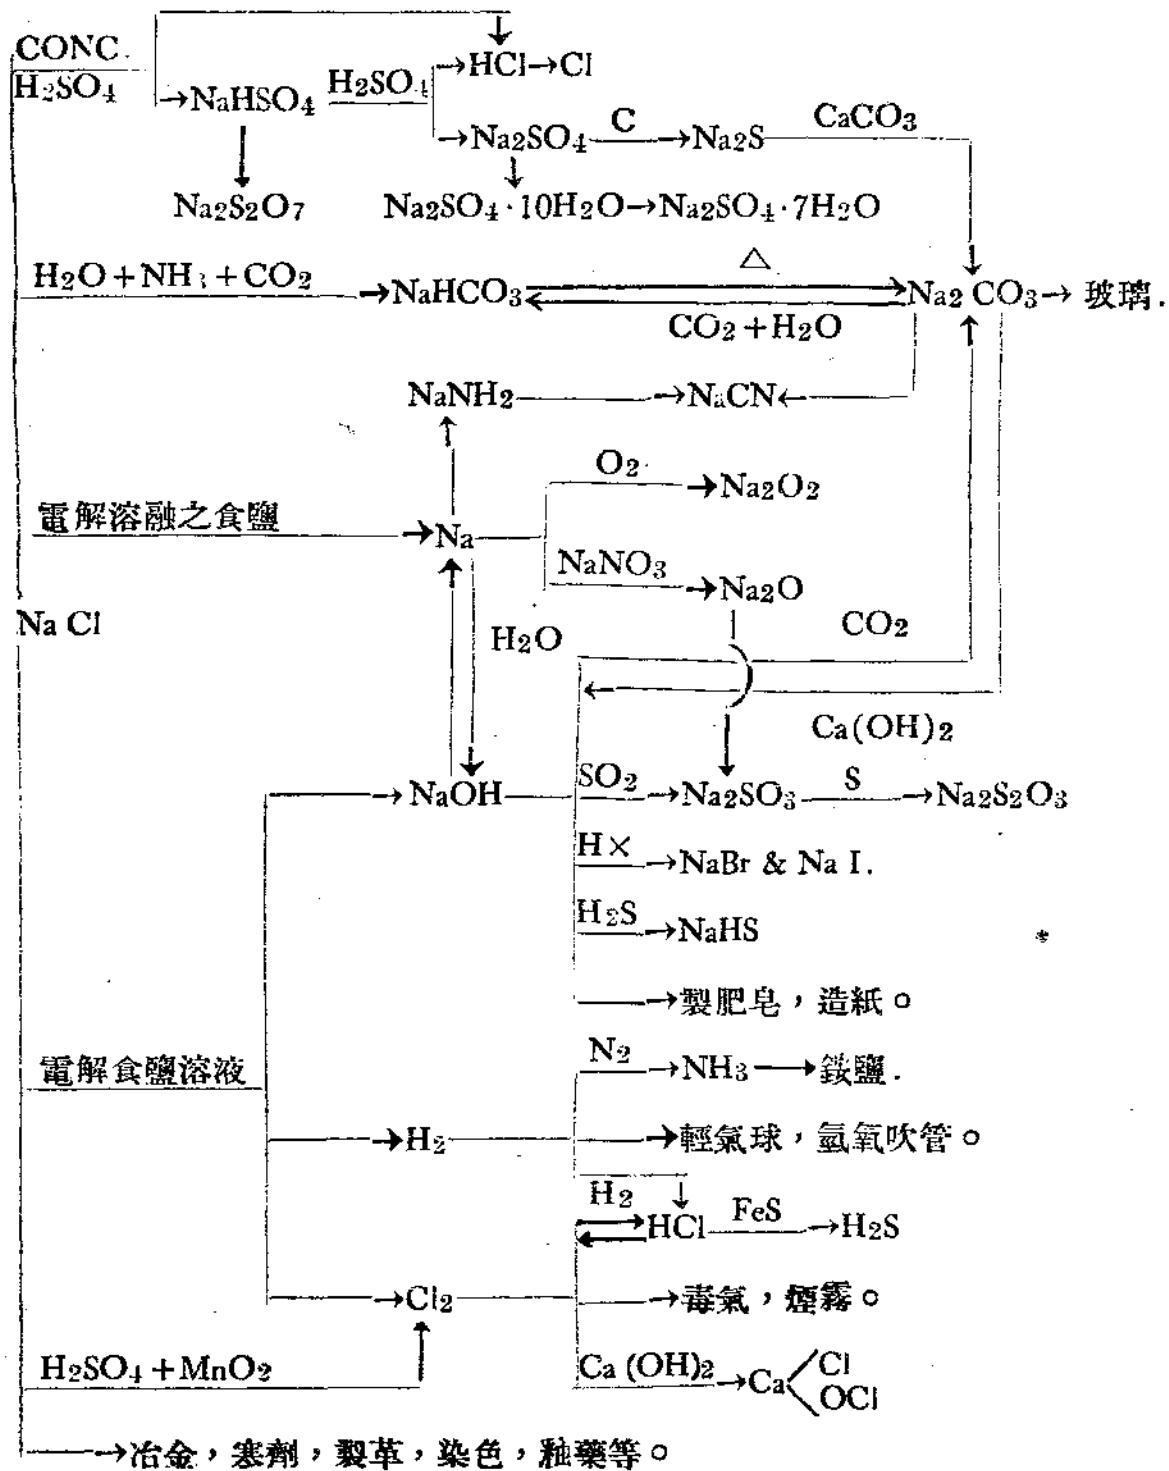 CONC.
H2SO4
HCl→Cl
→NaHSO4 H2SO4
→Na2SO4 C →Na2S CaCO3
Na2S2O7 Na2SO4·10H2O→Na2SO4·7H2O
H2O+NH3+CO2 →NaHCO3 △ Na2CO3→ 玻璃.
CO2+H2O
NaNH2 →NaCN←
O2 →Na2O2
電解溶融之食鹽 →Na
NaNO3 →Na2O
NaCl
H2O CO2
Ca(OH)2
→NaOH SO2 →Na2SO3 S →Na2S2O3
H× →NaBr & NaI.
H2S →NaHS
→製肥皂，造紙。
N2 →NH3→銨鹽.
電解食鹽溶液
→H2 →輕氣球，氫氧吹管。
H2 HCl FeS →H2S
→Cl2 →毒氣，煙霧。
H2SO4+MnO2 Ca(OH)2 →Ca Cl
OCl
→冶金，塞劑，製革，染色，釉藥等。